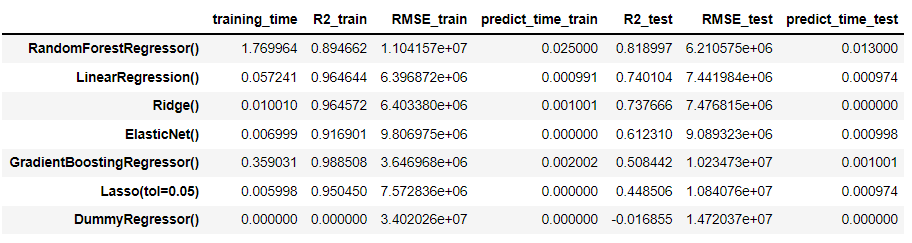 training_time R2_train RMSE_train predict_time_train R2_test RMSE_test predict_time_test
RandomForestRegressor() 1.769964 0.894662 1.104157e+07 0.025000 0.818997 6.210575e+06 0.013000
LinearRegression() 0.057241 0.964644 6.396872e+06 0.000991 0.740104 7.441984e+06 0.000974
Ridge() 0.010010 0.964572 6.403380e+06 0.001001 0.737666 7.476815e+06 0.000000
ElasticNet() 0.006999 0.916901 9.806975e+06 0.000000 0.612310 9.089323e+06 0.000998
GradientBoostingRegressor() 0.359031 0.988508 3.646968e+06 0.002002 0.508442 1.023473e+07 0.001001
Lasso(tol=0.05) 0.005998 0.950450 7.572836e+06 0.000000 0.448506 1.084076e+07 0.000974
DummyRegressor() 0.000000 0.000000 3.402026e+07 0.000000 -0.016855 1.472037e+07 0.000000